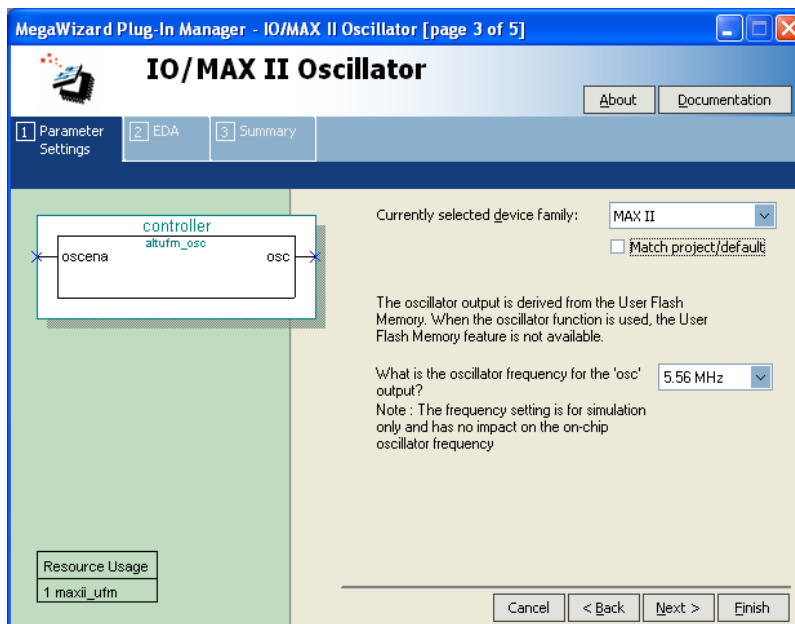 MegaWizard Plug-In Manager - IO/MAX II Oscillator [page 3 of 5]
IO/MAX II Oscillator
About
Documentation
1 Parameter Settings
2 EDA
3 Summary
controller
altufm_osc
oscena
osc
Resource Usage
1 maxii_ufm
Currently selected device family:
MAX II
Match project/default
The oscillator output is derived from the User Flash
Memory. When the oscillator function is used, the User
Flash Memory feature is not available.
What is the oscillator frequency for the 'osc'
output?
5.56 MHz
Note : The frequency setting is for simulation
only and has no impact on the on-chip
oscillator frequency
Cancel
< Back
Next >
Finish